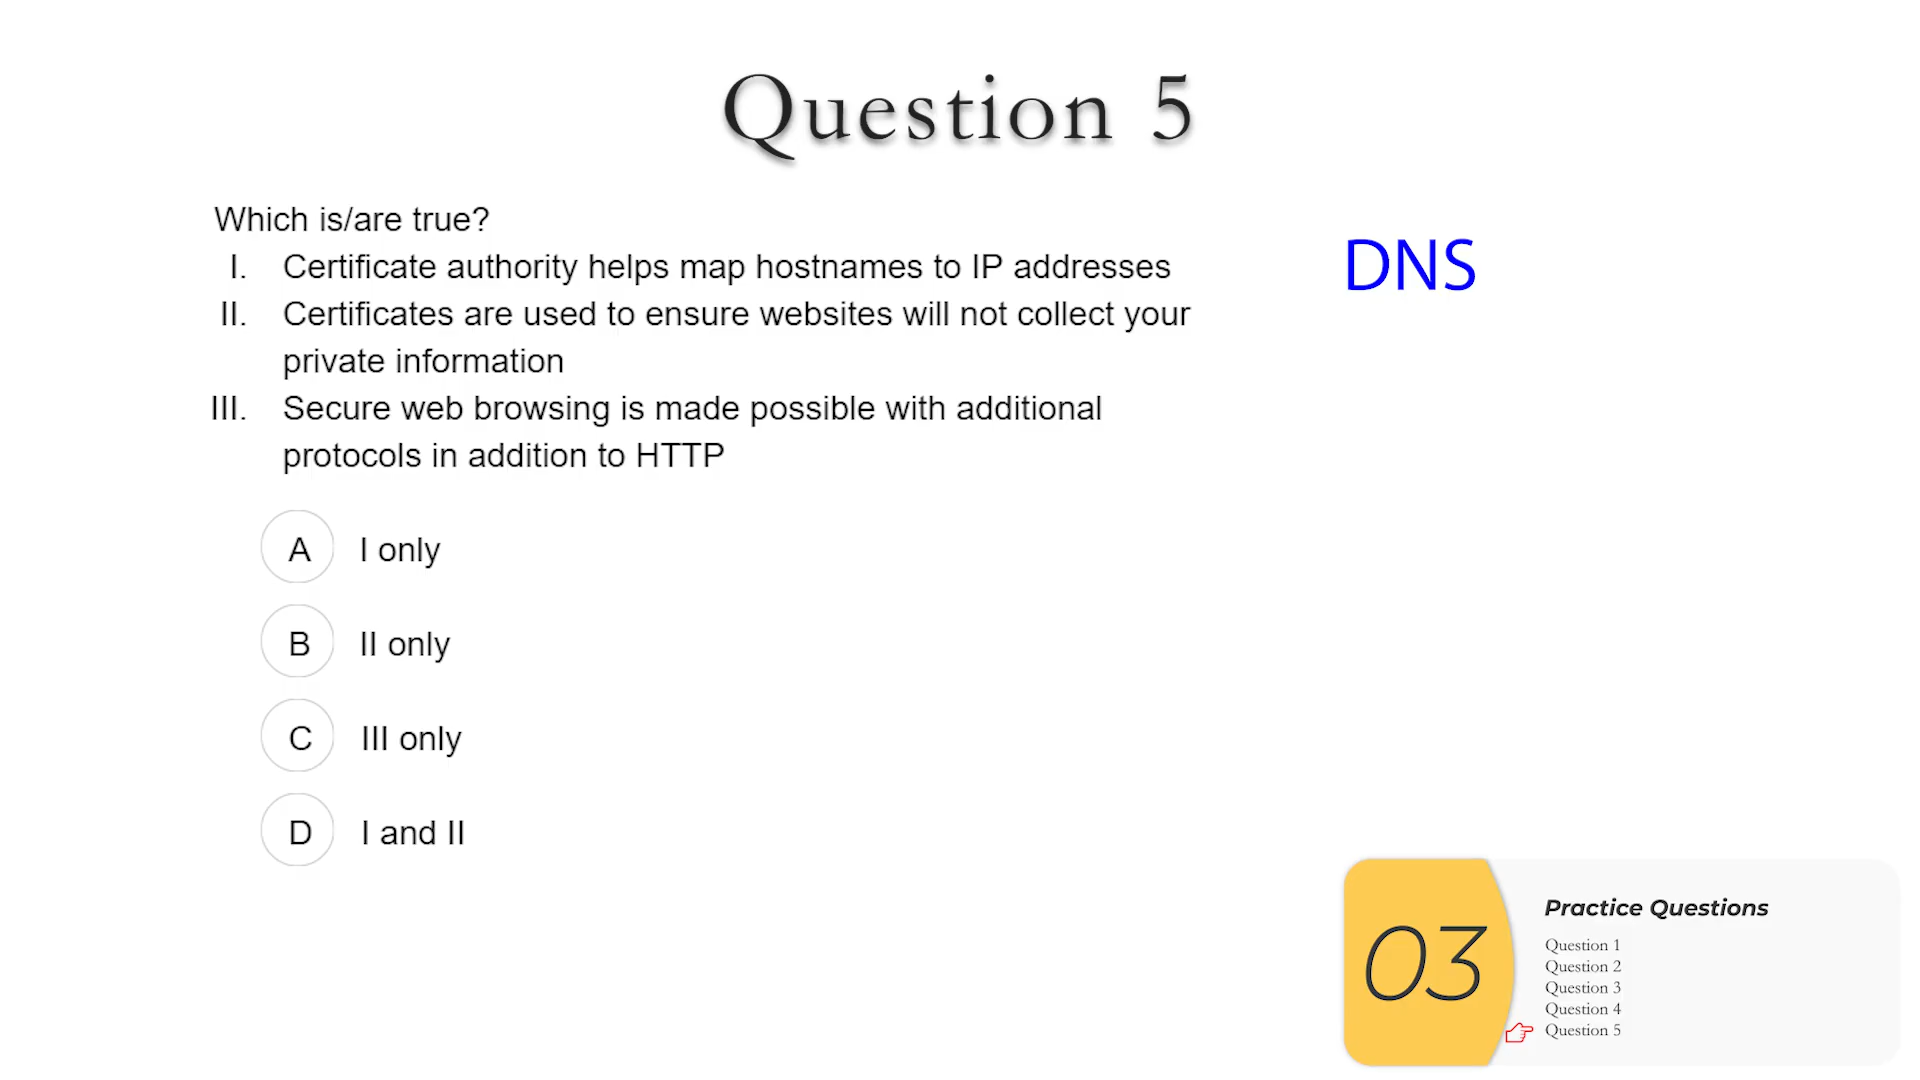 Question 5
Which is/are true?
I. Certificate authority helps map hostnames to IP addresses
DNS
II. Certificates are used to ensure websites will not collect your
private information
III. Secure web browsing is made possible with additional
protocols in addition to HTTP
A I only
B II only
C III only
D I and II
03
Practice Questions
Question 1
Question 2
Question 3
Question 4
Question 5